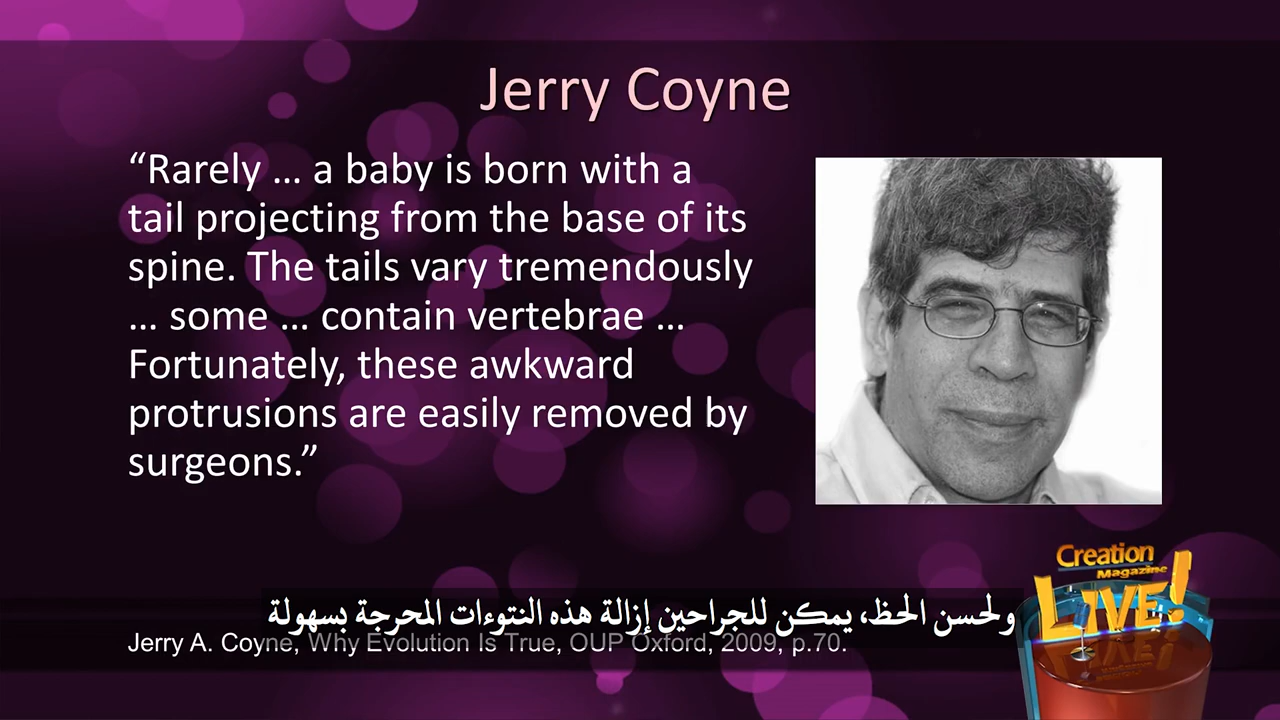 Jerry Coyne
“Rarely … a baby is born with a
tail projecting from the base of its
spine. The tails vary tremendously
… some … contain vertebrae …
Fortunately, these awkward
protrusions are easily removed by
surgeons.”
Creation
Magazine
LIVE!
ولحسن الحظ، يمكن للجراحين إزالة هذه النتوءات المحرجة بسهولة
Jerry A. Coyne, Why Evolution Is True, OUP Oxford, 2009, p.70.